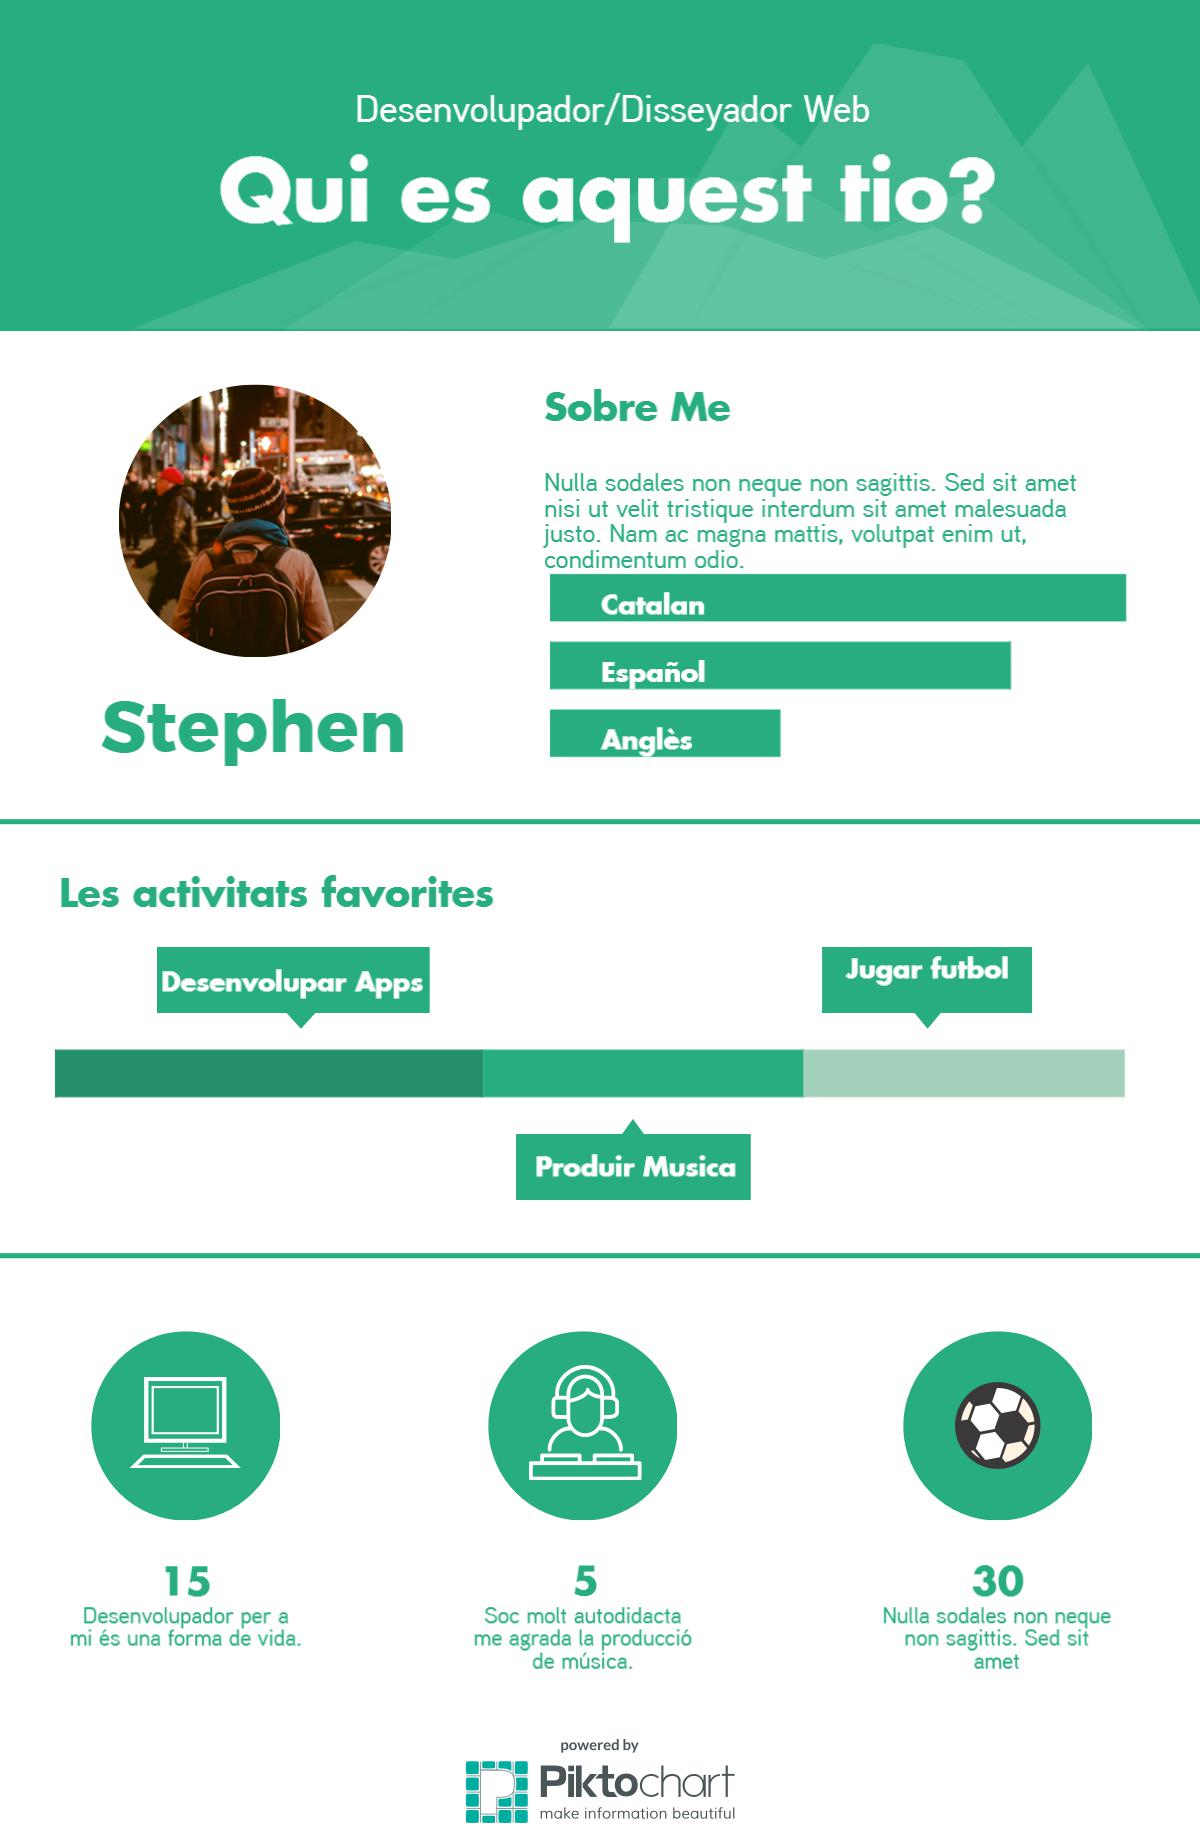 Desenvolupador/Disseyador Web
Qui es aquest tio?
Sobre Me
Nulla sodales non neque non sagittis. Sed sit amet
nisi ut velit tristique interdum sit amet malesuada
justo. Nam ac magna mattis, volutpat enim ut,
condimentum odio.
Catalan
Español
Anglès
Stephen
Les activitats favorites
Desenvolupar Apps
Jugar futbol
Produir Musica
15
Desenvolupador per a
mi és una forma de vida.
5
Soc molt autodidacta
me agrada la producció
de música.
30
Nulla sodales non neque
non sagittis. Sed sit
amet
powered by
Piktochart
make information beautiful